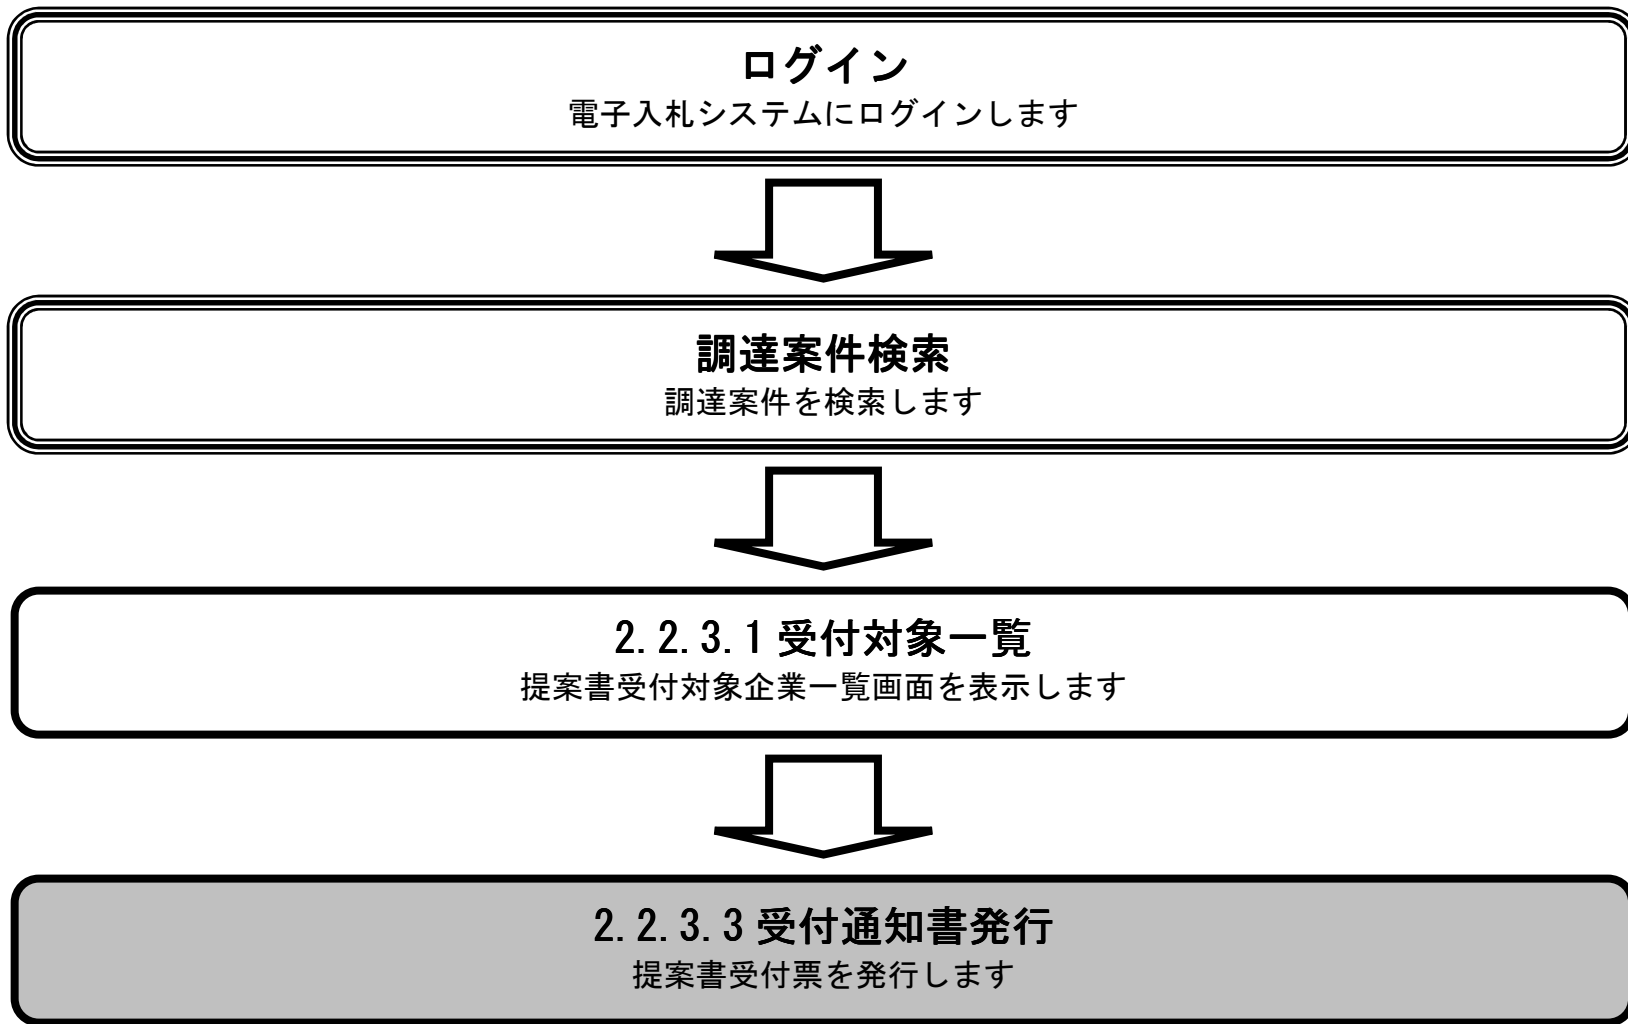 ログイン
電子入札システムにログインします
調達案件検索
調達案件を検索します
2.2.3.1 受付対象一覧
提案書受付対象企業一覧画面を表示します
2.2.3.3 受付通知書発行
提案書受付票を発行します